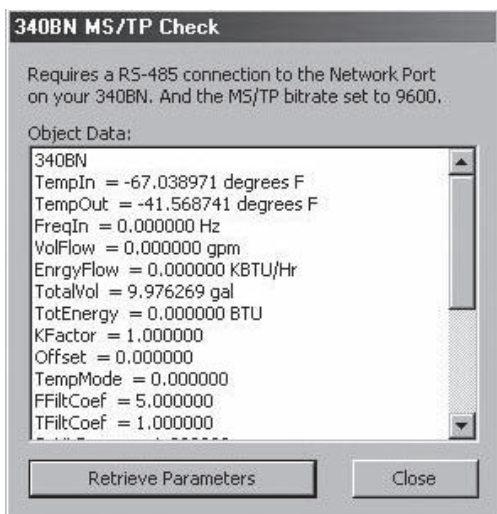 340BN MS/TP Check
Requires a RS-485 connection to the Network Port
on your 340BN. And the MS/TP bitrate set to 9600.
Object Data:
340BN
TempIn = -67.038971 degrees F
TempOut = -41.568741 degrees F
FreqIn = 0.000000 Hz
VolFlow = 0.000000 gpm
EnrgyFlow = 0.000000 KBTU/Hr
TotalVol = 9.976269 gal
TotEnergy = 0.000000 BTU
KFactor = 1.000000
Offset = 0.000000
TempMode = 0.000000
FFiltCoef = 5.000000
TFiltCoef = 1.000000
Retrieve Parameters
Close